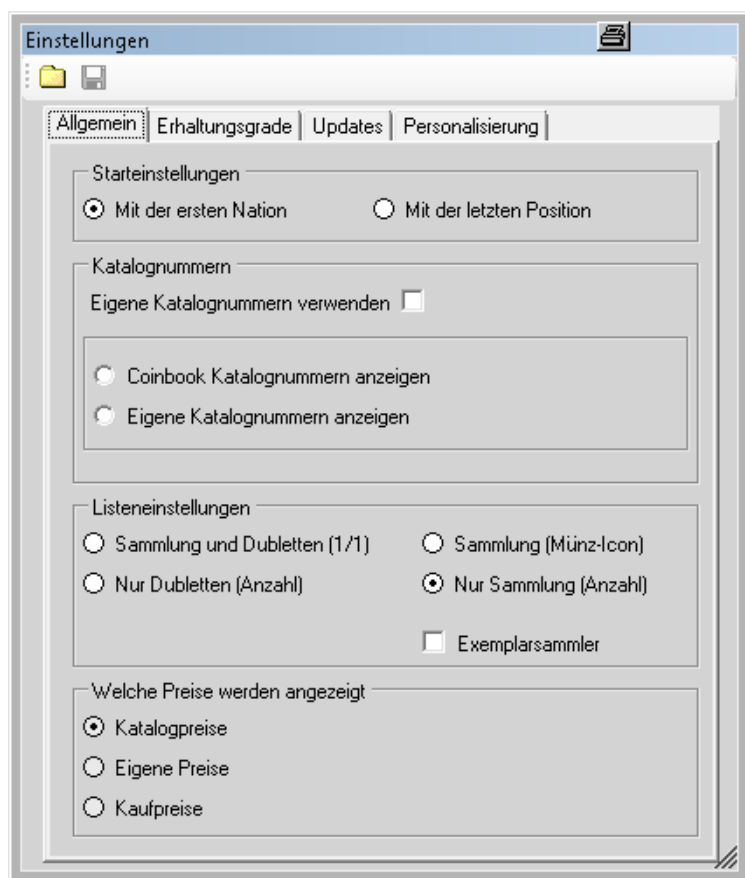 Einstellungen
Allgemein Erhaltungsgrade Updates Personalisierung
Starteinstellungen
Mit der ersten Nation Mit der letzten Position
Katalognummern
Eigene Katalognummern verwenden
Coinbook Katalognummern anzeigen
Eigene Katalognummern anzeigen
Listeneinstellungen
Sammlung und Dubletten (1/1) Sammlung (Münz-Icon)
Nur Dubletten (Anzahl) Nur Sammlung (Anzahl)
Exemplarsammler
Welche Preise werden angezeigt
Katalogpreise
Eigene Preise
Kaufpreise